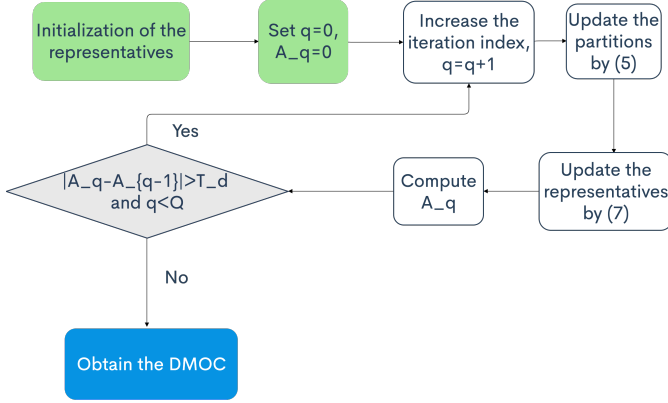 Initialization of the
representatives
Set q=0,
A_q=0
Increase the
iteration index,
q=q+1
Update the
partitions
by (5)
Update the
representatives
by (7)
Compute
A_q
|A_q-A_{q-1}|>T_d
and q<Q
Yes
No
Obtain the DMOC